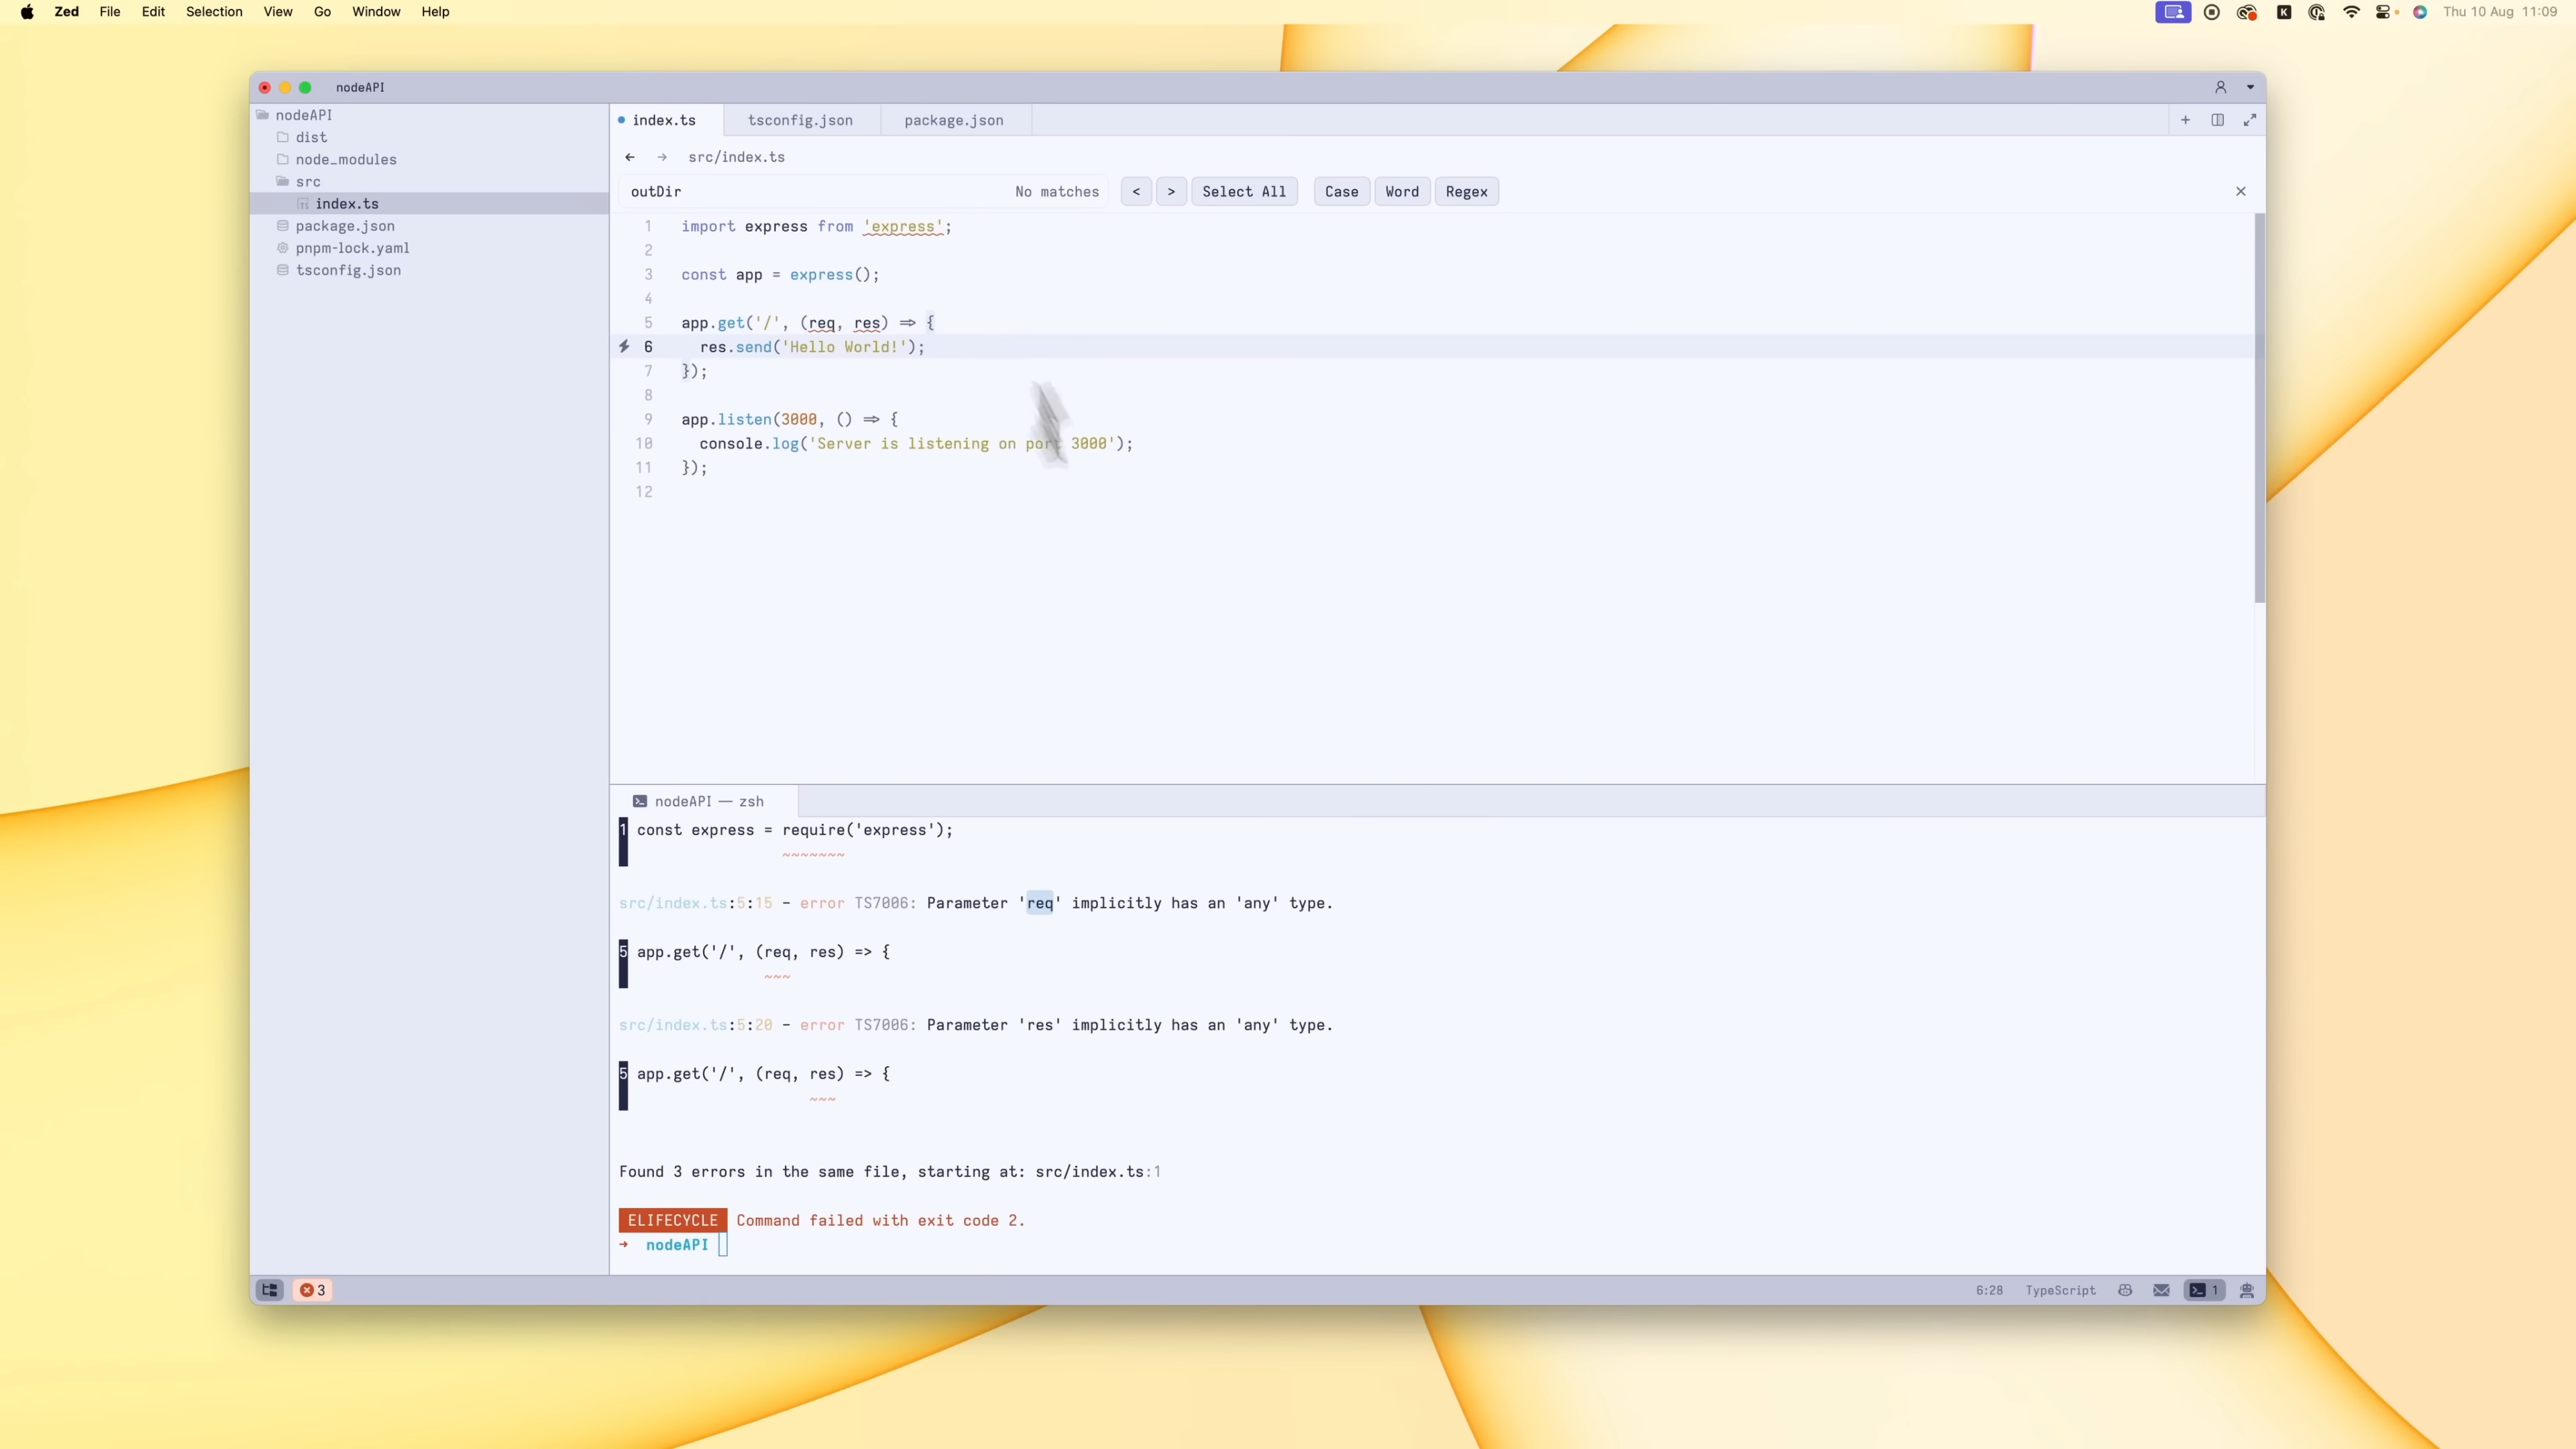 Zed File Edit Selection View Go Window Help
K Thu 10 Aug 11:09
nodeAPI
nodeAPI
dist
node_modules
src
TS index.ts
package.json
pnpm-lock.yaml
tsconfig.json
index.ts tsconfig.json package.json
← → src/index.ts
outDir No matches < > Select All Case Word Regex
1 import express from 'express';
2
3 const app = express();
4
5 app.get('/', (req, res) ⇒ {
6 res.send('Hello World!');
7 });
8
9 app.listen(3000, () ⇒ {
10 console.log('Server is listening on port 3000');
11 });
12
nodeAPI — zsh
1 const express = require('express');
~~~~~~~
src/index.ts:5:15 - error TS7006: Parameter 'req' implicitly has an 'any' type.
5 app.get('/', (req, res) => {
~~~
src/index.ts:5:20 - error TS7006: Parameter 'res' implicitly has an 'any' type.
5 app.get('/', (req, res) => {
~~~
Found 3 errors in the same file, starting at: src/index.ts:1
ELIFECYCLE Command failed with exit code 2.
➜ nodeAPI
3 6:28 TypeScript 1